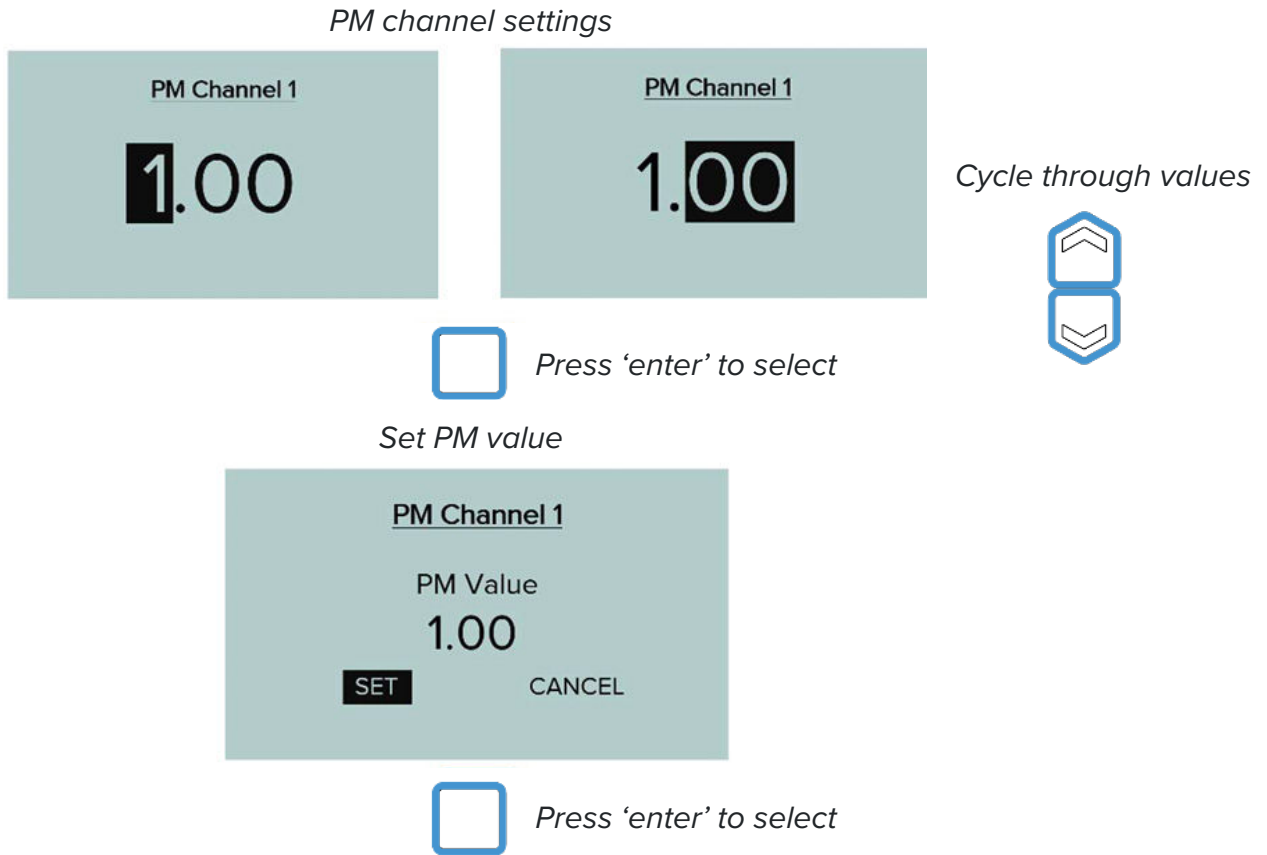 PM channel settings
PM Channel 1
1.00
PM Channel 1
1.00
Cycle through values
Press ‘enter’ to select
Set PM value
PM Channel 1
PM Value
1.00
SET CANCEL
Press ‘enter’ to select